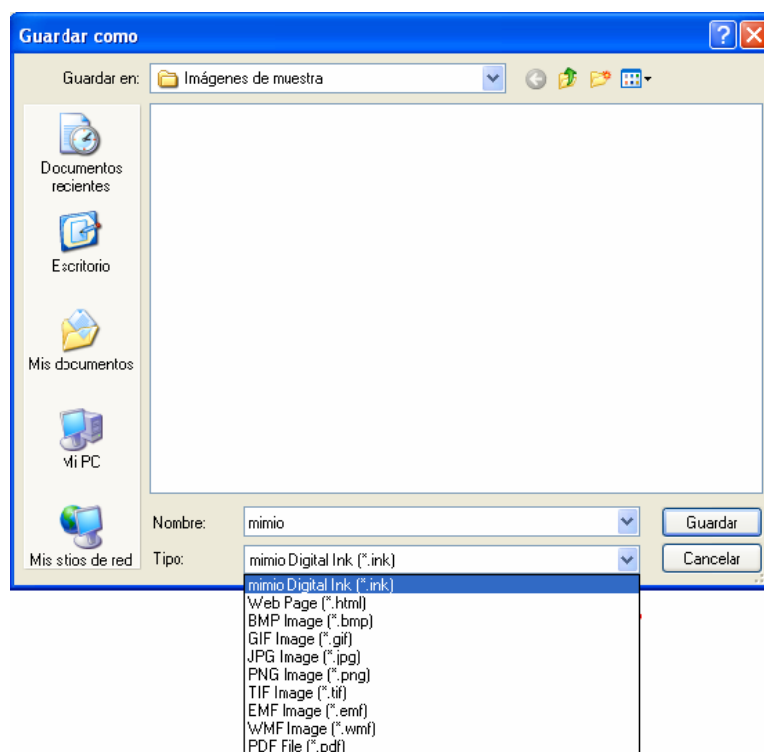 Guardar como
Guardar en:
Imágenes de muestra
Documentos
recientes
Escritorio
Mis documentos
Mi PC
Mis sitios de red
Nombre:
mimio
Guardar
Tipo:
mimio Digital Ink (*.ink)
Cancelar
mimio Digital Ink (*.ink)
Web Page (*.html)
BMP Image (*.bmp)
GIF Image (*.gif)
JPG Image (*.jpg)
PNG Image (*.png)
TIF Image (*.tif)
EMF Image (*.emf)
WMF Image (*.wmf)
PDF File (*.pdf)